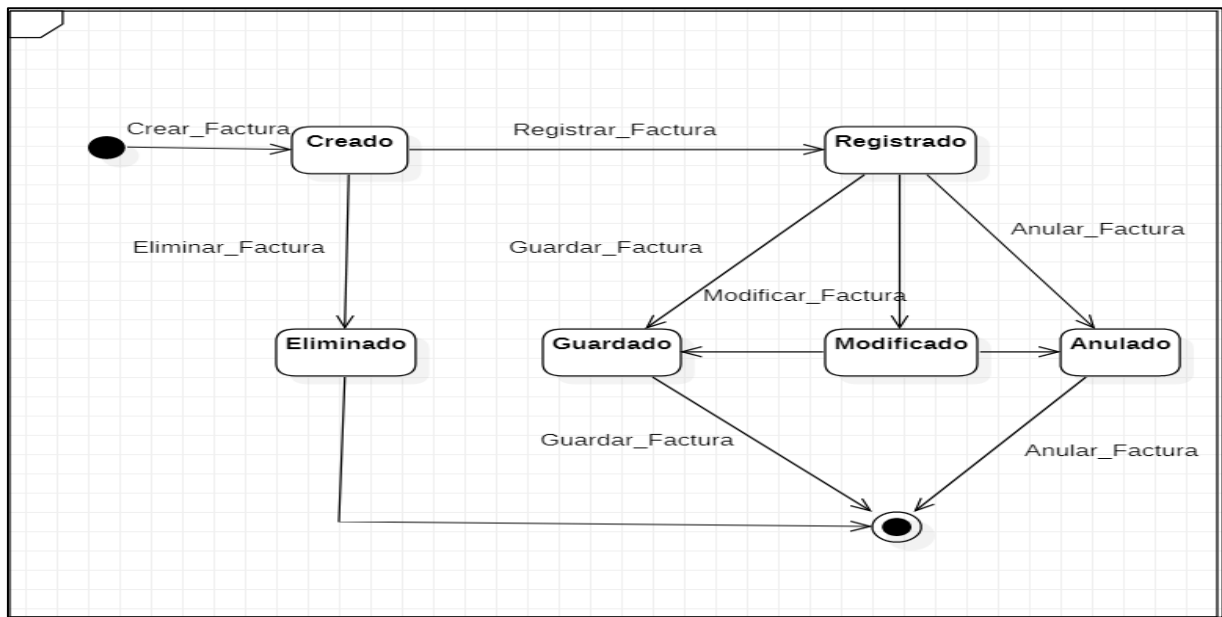 Crear_Factura
Creado
Registrar_Factura
Registrado
Eliminar_Factura
Guardar_Factura
Anular_Factura
Modificar_Factura
Eliminado
Guardado
Modificado
Anulado
Guardar_Factura
Anular_Factura